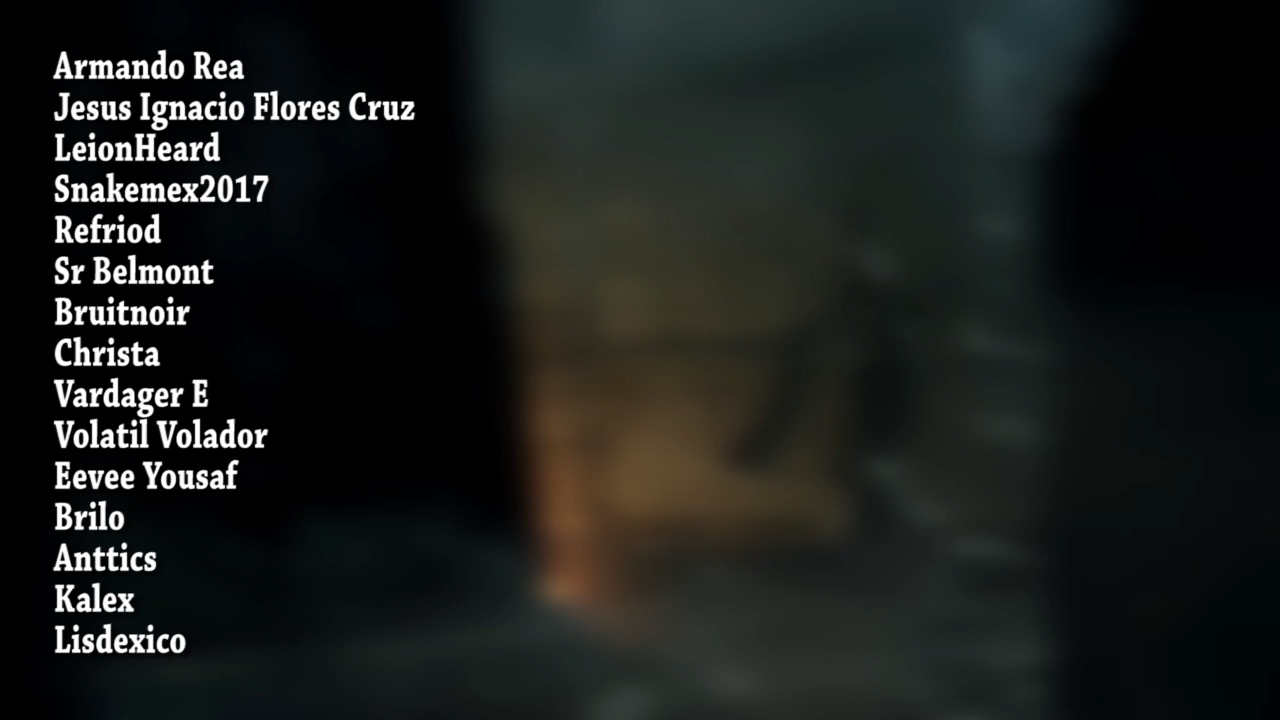 Armando Rea
Jesus Ignacio Flores Cruz
LeionHeard
Snakemex2017
Refriod
Sr Belmont
Bruitnoir
Christa
Vardager E
Volatil Volador
Eevee Yousaf
Brilo
Anttics
Kalex
Lisdexico